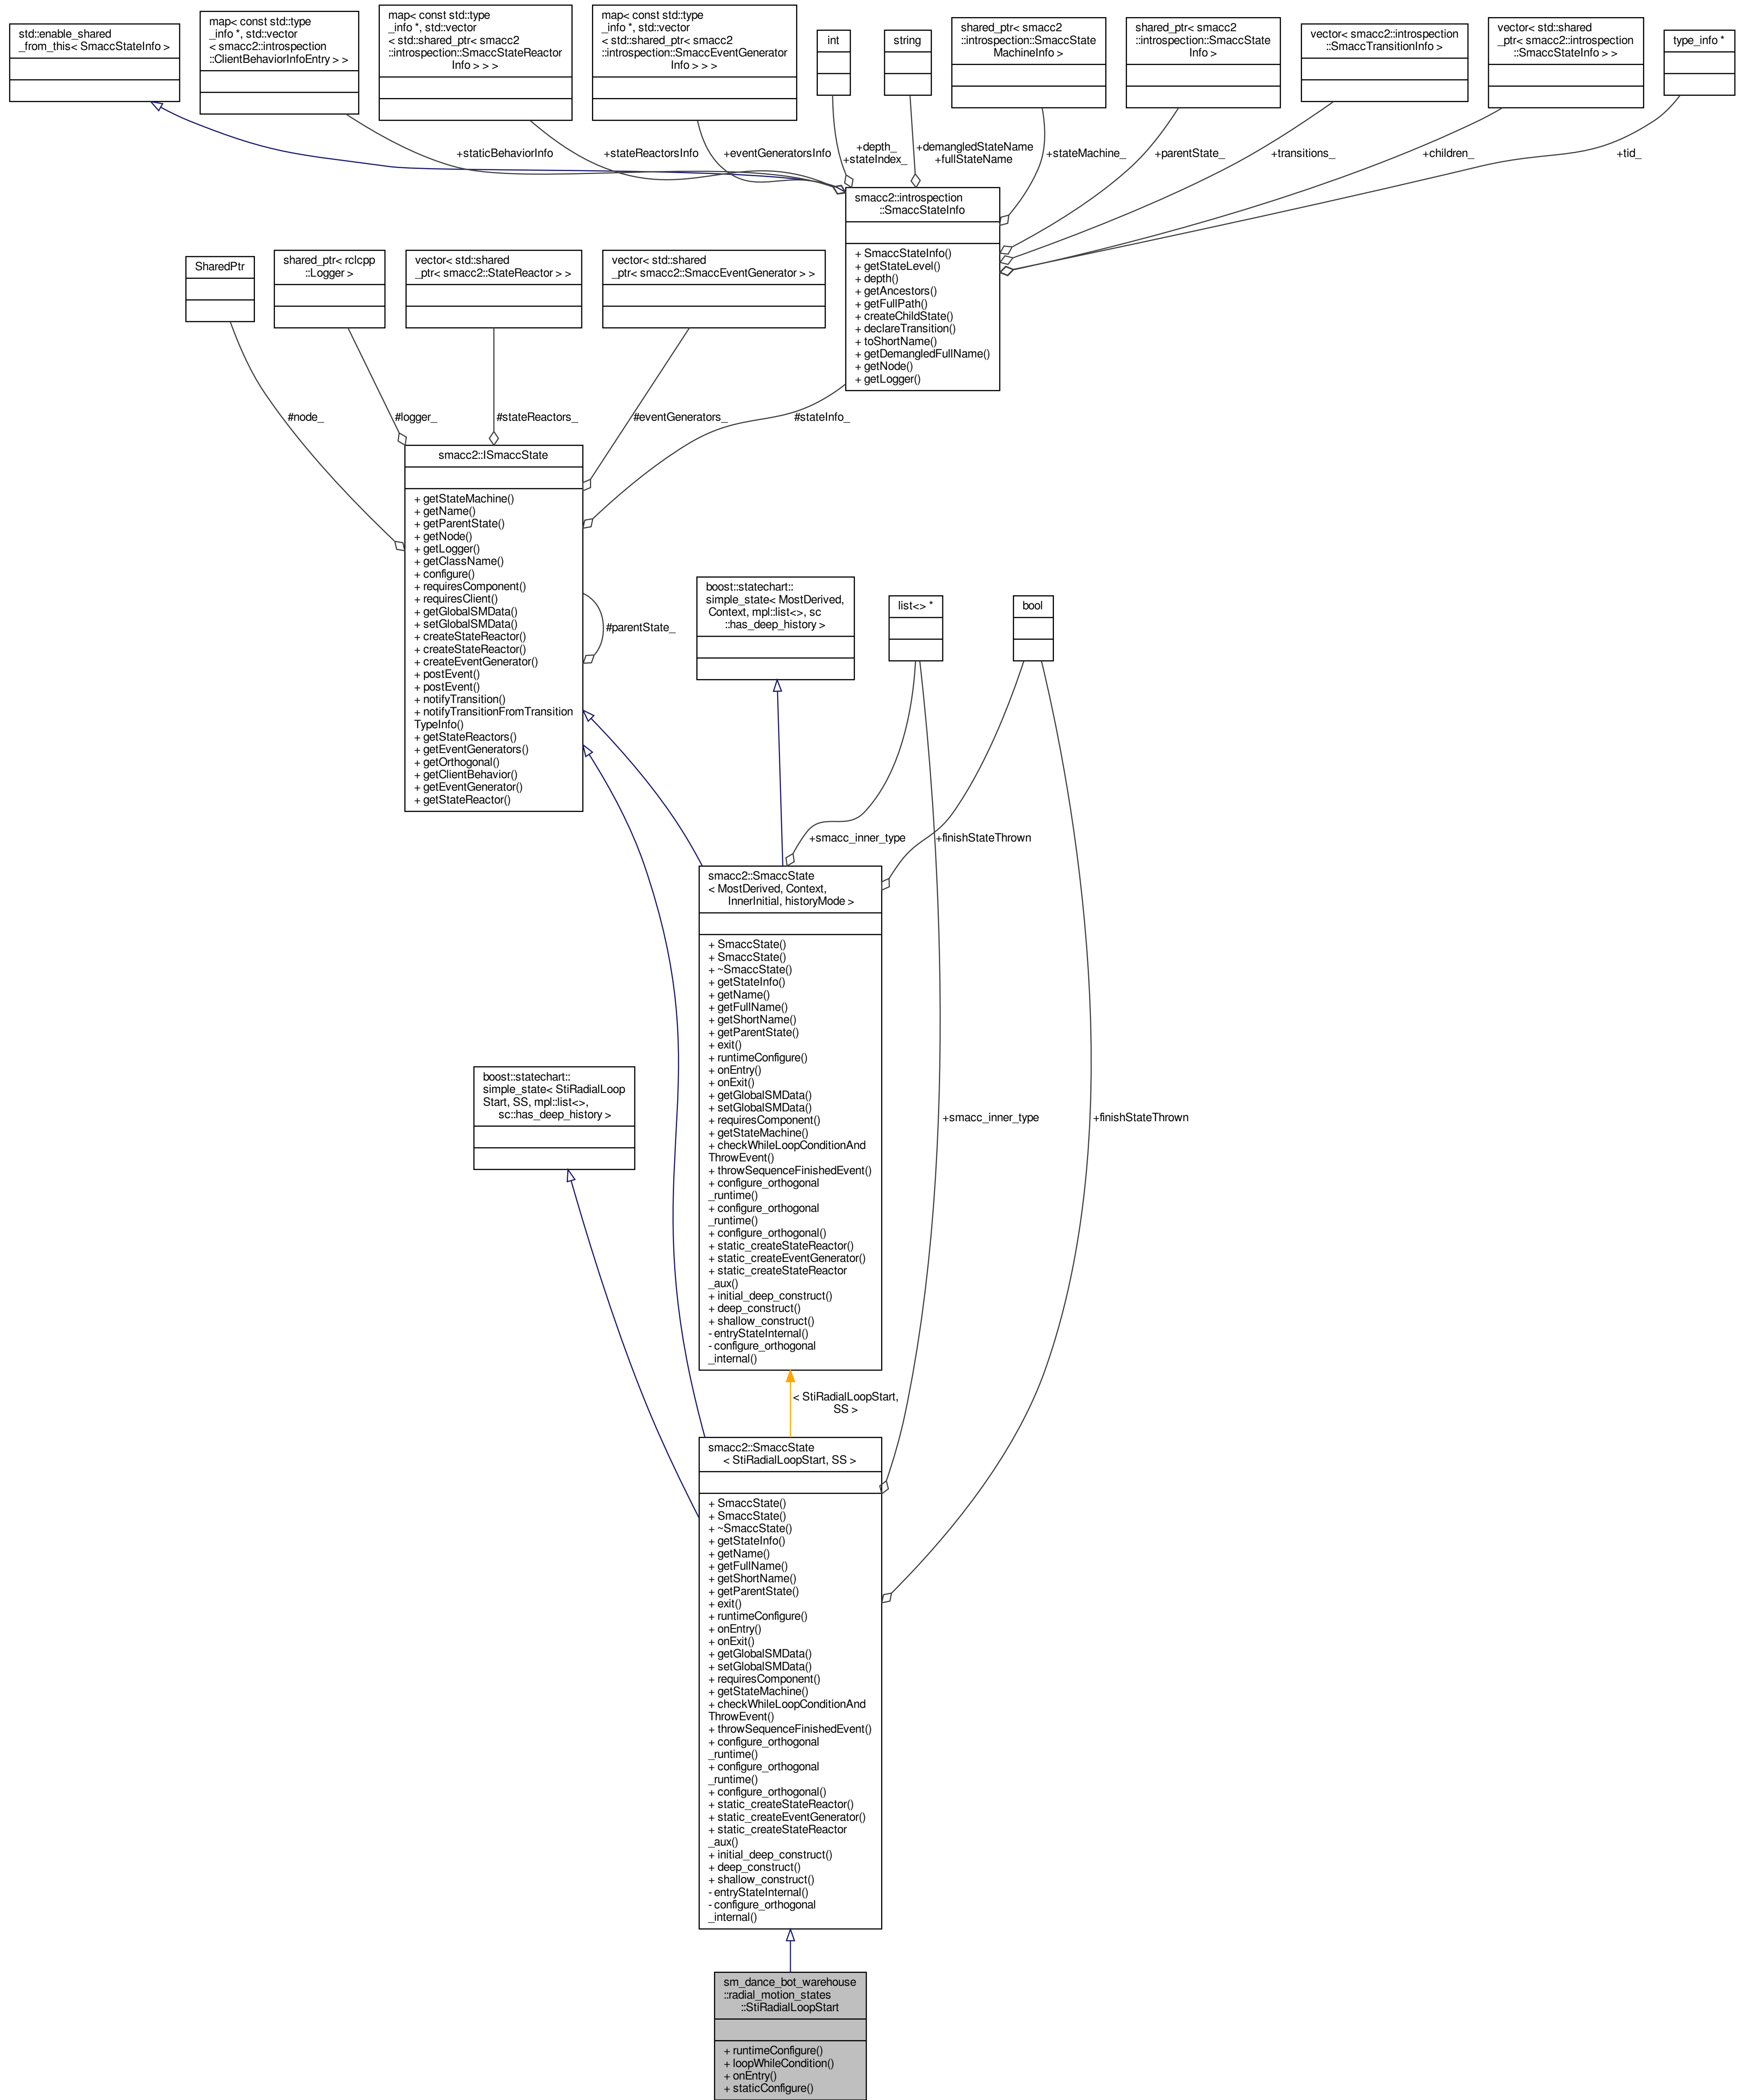 std::enable_shared
_from_this< SmaccStateInfo >
map< const std::type
_info *, std::vector
< smacc2::introspection
::ClientBehaviorInfoEntry > >
map< const std::type
_info *, std::vector
< std::shared_ptr< smacc2
::introspection::SmaccStateReactor
Info > > >
map< const std::type
_info *, std::vector
< std::shared_ptr< smacc2
::introspection::SmaccEventGenerator
Info > > >
int
string
shared_ptr< smacc2
::introspection::SmaccState
MachineInfo >
shared_ptr< smacc2
::introspection::SmaccState
Info >
vector< smacc2::introspection
::SmaccTransitionInfo >
vector< std::shared
_ptr< smacc2::introspection
::SmaccStateInfo > >
type_info *
+staticBehaviorInfo
+stateReactorsInfo
+eventGeneratorsInfo
+depth_
+stateIndex_
+demangledStateName
+fullStateName
+stateMachine_
+parentState_
+transitions_
+children_
+tid_
smacc2::introspection
::SmaccStateInfo
+ SmaccStateInfo()
+ getStateLevel()
+ depth()
+ getAncestors()
+ getFullPath()
+ createChildState()
+ declareTransition()
+ toShortName()
+ getDemangledFullName()
+ getNode()
+ getLogger()
SharedPtr
shared_ptr< rclcpp
::Logger >
vector< std::shared
_ptr< smacc2::StateReactor > >
vector< std::shared
_ptr< smacc2::SmaccEventGenerator > >
#node_
#logger_
#stateReactors_
#eventGenerators_
#stateInfo_
smacc2::ISmaccState
+ getStateMachine()
+ getName()
+ getParentState()
+ getNode()
+ getLogger()
+ getClassName()
+ configure()
+ requiresComponent()
+ requiresClient()
+ getGlobalSMData()
+ setGlobalSMData()
+ createStateReactor()
+ createStateReactor()
+ createEventGenerator()
+ postEvent()
+ postEvent()
+ notifyTransition()
+ notifyTransitionFromTransition
TypeInfo()
+ getStateReactors()
+ getEventGenerators()
+ getOrthogonal()
+ getClientBehavior()
+ getEventGenerator()
+ getStateReactor()
#parentState_
boost::statechart::
simple_state< MostDerived,
Context, mpl::list<>, sc
::has_deep_history >
list<> *
bool
+smacc_inner_type
+finishStateThrown
smacc2::SmaccState
< MostDerived, Context,
InnerInitial, historyMode >
+ SmaccState()
+ SmaccState()
+ ~SmaccState()
+ getStateInfo()
+ getName()
+ getFullName()
+ getShortName()
+ getParentState()
+ exit()
+ runtimeConfigure()
+ onEntry()
+ onExit()
+ getGlobalSMData()
+ setGlobalSMData()
+ requiresComponent()
+ getStateMachine()
+ checkWhileLoopConditionAnd
ThrowEvent()
+ throwSequenceFinishedEvent()
+ configure_orthogonal
_runtime()
+ configure_orthogonal
_runtime()
+ configure_orthogonal()
+ static_createStateReactor()
+ static_createEventGenerator()
+ static_createStateReactor
_aux()
+ initial_deep_construct()
+ deep_construct()
+ shallow_construct()
- entryStateInternal()
- configure_orthogonal
_internal()
boost::statechart::
simple_state< StiRadialLoop
Start, SS, mpl::list<>,
sc::has_deep_history >
+smacc_inner_type
+finishStateThrown
< StiRadialLoopStart,
SS >
smacc2::SmaccState
< StiRadialLoopStart, SS >
+ SmaccState()
+ SmaccState()
+ ~SmaccState()
+ getStateInfo()
+ getName()
+ getFullName()
+ getShortName()
+ getParentState()
+ exit()
+ runtimeConfigure()
+ onEntry()
+ onExit()
+ getGlobalSMData()
+ setGlobalSMData()
+ requiresComponent()
+ getStateMachine()
+ checkWhileLoopConditionAnd
ThrowEvent()
+ throwSequenceFinishedEvent()
+ configure_orthogonal
_runtime()
+ configure_orthogonal
_runtime()
+ configure_orthogonal()
+ static_createStateReactor()
+ static_createEventGenerator()
+ static_createStateReactor
_aux()
+ initial_deep_construct()
+ deep_construct()
+ shallow_construct()
- entryStateInternal()
- configure_orthogonal
_internal()
sm_dance_bot_warehouse
::radial_motion_states
::StiRadialLoopStart
+ runtimeConfigure()
+ loopWhileCondition()
+ onEntry()
+ staticConfigure()